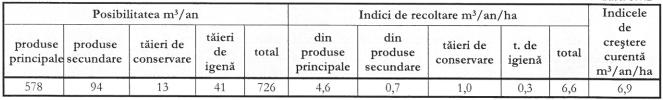 Posibilitatea m³/an | Indici de recoltare m³/an/ha | Indicele de creştere curentă m³/an/ha
produse principale | produse secundare | tăieri de conservare | tăieri de igenă | total | din produse principale | din produse secundare | tăieri de conservare | t. de igienă | total
578 | 94 | 13 | 41 | 726 | 4,6 | 0,7 | 1,0 | 0,3 | 6,6 | 6,9